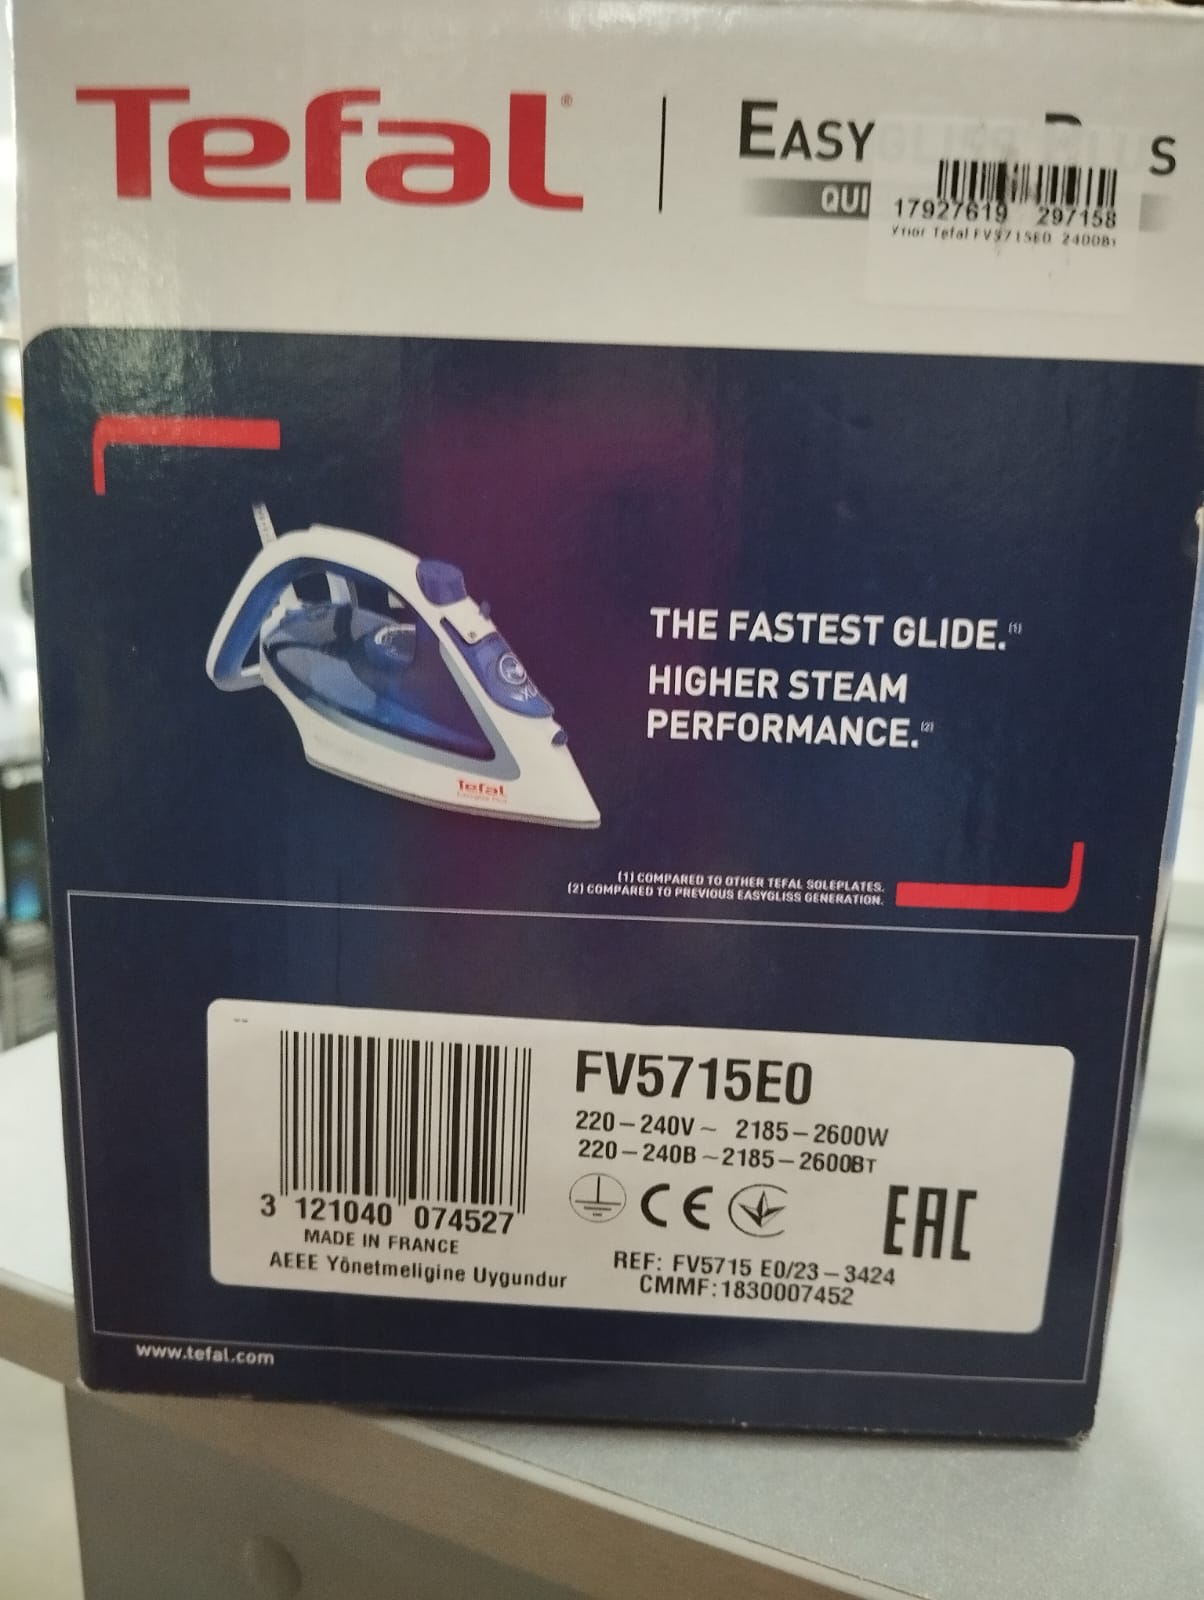 Tefal®
EASY S
QUI
17927619 297158
Утюг Tefal FV5715E0 2400Вт
Tefal
THE FASTEST GLIDE.(1)
HIGHER STEAM
PERFORMANCE.(2)
(1) COMPARED TO OTHER TEFAL SOLEPLATES.
(2) COMPARED TO PREVIOUS EASYGLISS GENERATION.
FV5715E0
220–240V ~ 2185–2600W
220–240В ~2185–2600Вт
CE EAC
3 121040 074527
MADE IN FRANCE
AEEE Yönetmeligine Uygundur
REF: FV5715 E0/23–3424
CMMF:1830007452
www.tefal.com